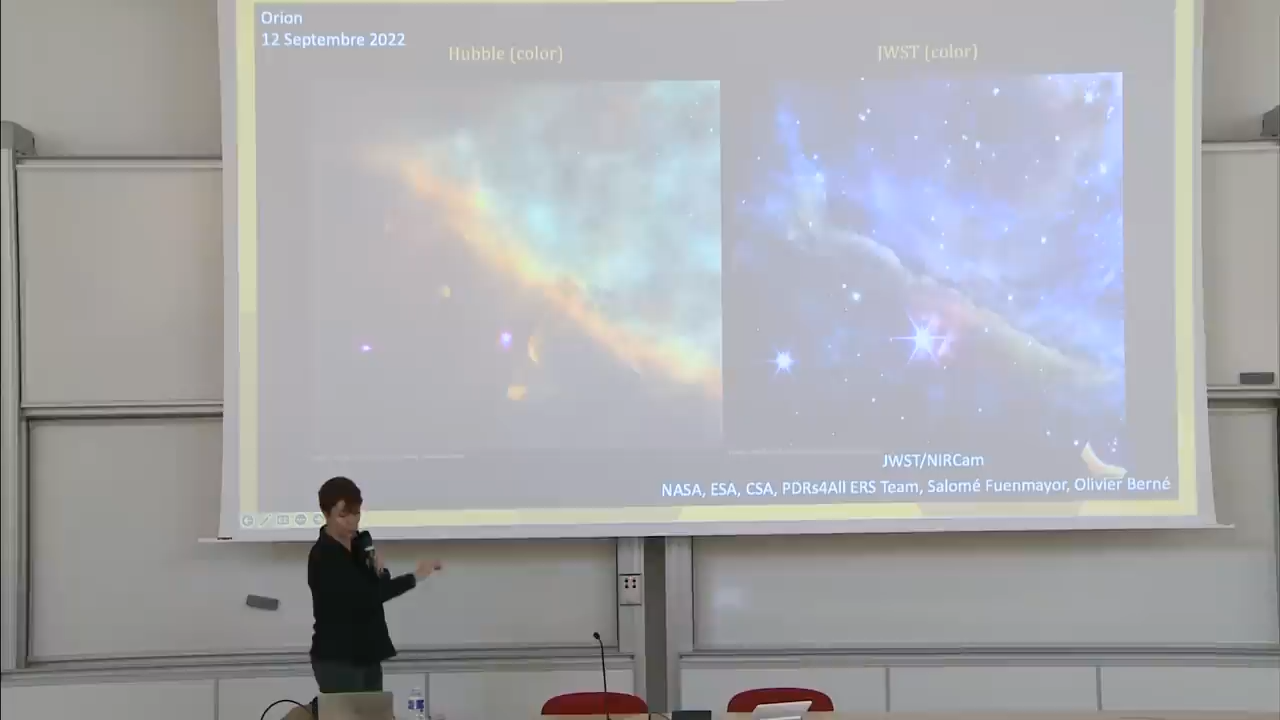 Orion
12 Septembre 2022
Hubble (color)
JWST (color)
JWST/NIRCam
NASA, ESA, CSA, PDRs4All ERS Team, Salomé Fuenmayor, Olivier Berné